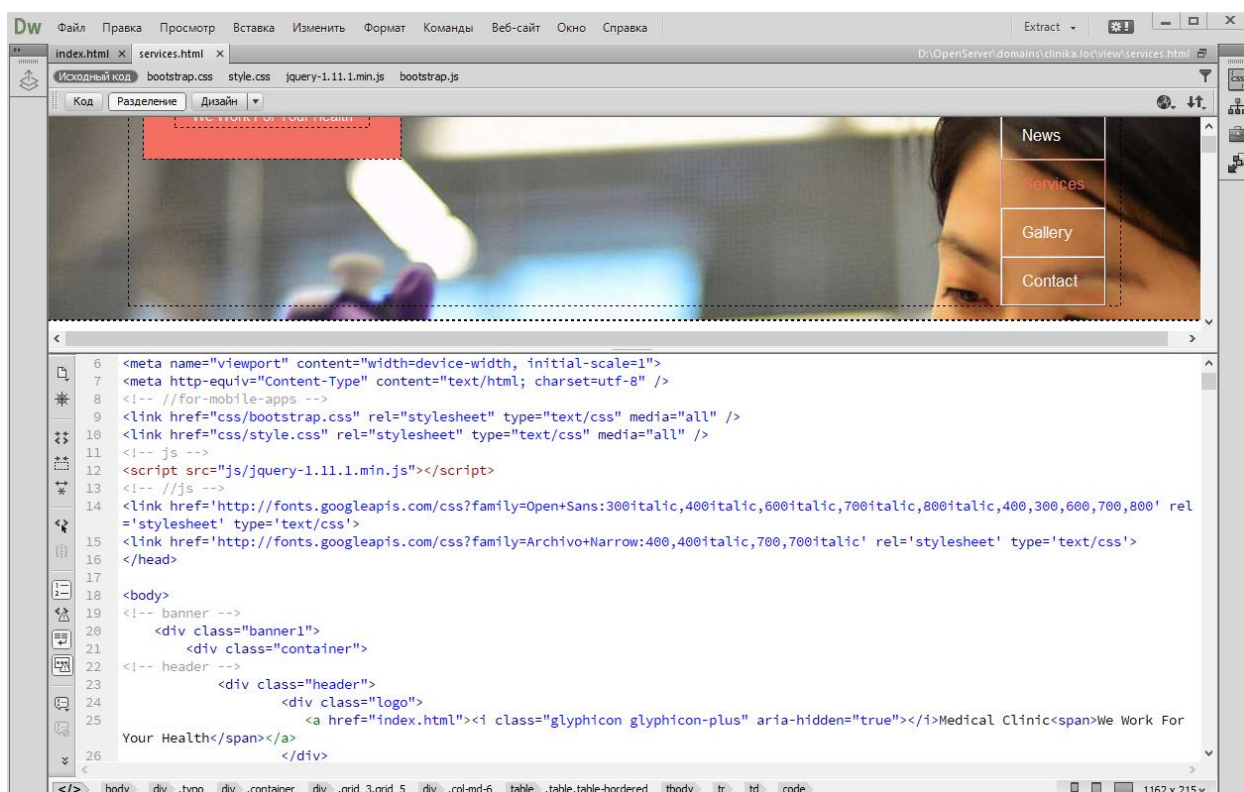 Dw Файл Правка Просмотр Вставка Изменить Формат Команды Веб-сайт Окно Справка Extract
index.html × services.html × D:\OpenServer\domains\clinika.loc\view\services.html
Исходный код bootstrap.css style.css jquery-1.11.1.min.js bootstrap.js
Код Разделение Дизайн
We Work For Your Health
News
Services
Gallery
Contact
6 <meta name="viewport" content="width=device-width, initial-scale=1">
7 <meta http-equiv="Content-Type" content="text/html; charset=utf-8" />
8 <!-- //for-mobile-apps -->
9 <link href="css/bootstrap.css" rel="stylesheet" type="text/css" media="all" />
10 <link href="css/style.css" rel="stylesheet" type="text/css" media="all" />
11 <!-- js -->
12 <script src="js/jquery-1.11.1.min.js"></script>
13 <!-- //js -->
14 <link href='http://fonts.googleapis.com/css?family=Open+Sans:300italic,400italic,600italic,700italic,800italic,400,300,600,700,800' rel
='stylesheet' type='text/css'>
15 <link href='http://fonts.googleapis.com/css?family=Archivo+Narrow:400,400italic,700,700italic' rel='stylesheet' type='text/css'>
16 </head>
17
18 <body>
19 <!-- banner -->
20 <div class="banner1">
21 <div class="container">
22 <!-- header -->
23 <div class="header">
24 <div class="logo">
25 <a href="index.html"><i class="glyphicon glyphicon-plus" aria-hidden="true"></i>Medical Clinic<span>We Work For
Your Health</span></a>
26 </div>
</> body div .typo div .container div .grid_3.grid_5 div .col-md-6 table .table.table-bordered tbody tr td code 1162 x 215